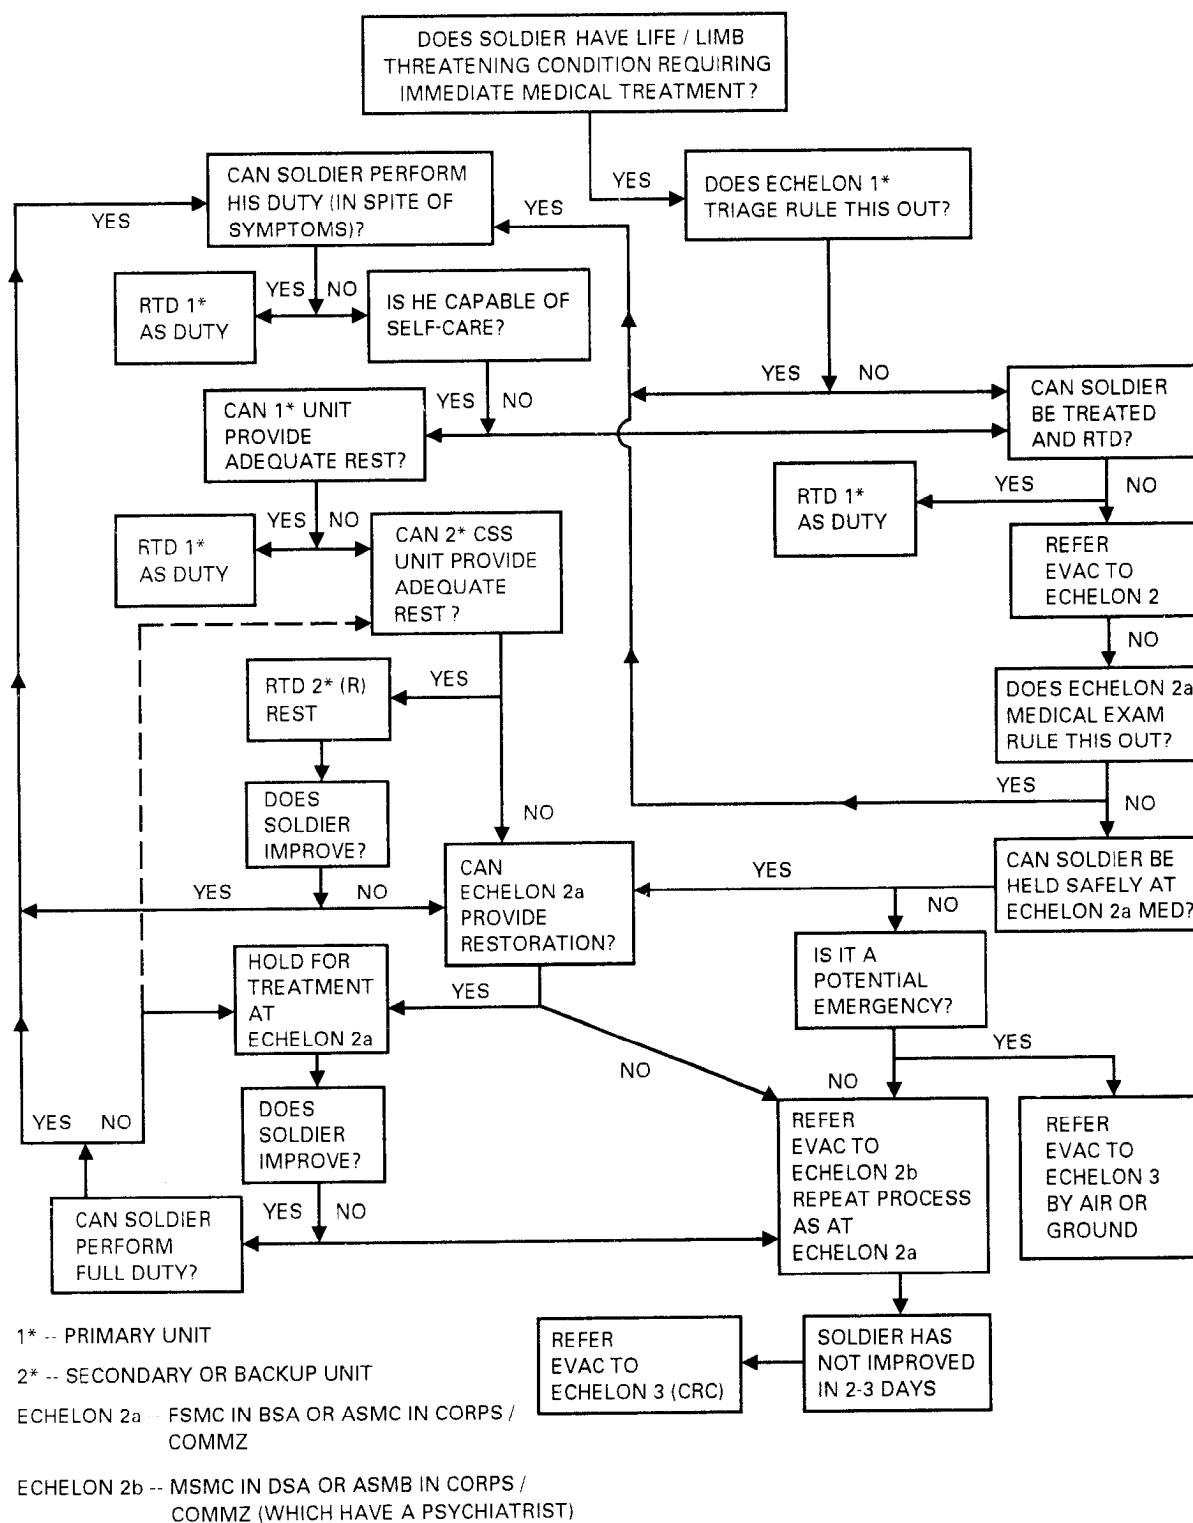 DOES SOLDIER HAVE LIFE / LIMB
THREATENING CONDITION REQUIRING
IMMEDIATE MEDICAL TREATMENT?
YES
DOES ECHELON 1*
TRIAGE RULE THIS OUT?
CAN SOLDIER PERFORM
HIS DUTY (IN SPITE OF
SYMPTOMS)?
YES
YES
YES NO
RTD 1*
AS DUTY
IS HE CAPABLE OF
SELF-CARE?
YES NO
YES NO
CAN SOLDIER
BE TREATED
AND RTD?
CAN 1* UNIT
PROVIDE
ADEQUATE REST?
YES NO
RTD 1*
AS DUTY
YES NO
RTD 1*
AS DUTY
CAN 2* CSS
UNIT PROVIDE
ADEQUATE
REST?
REFER
EVAC TO
ECHELON 2
NO
YES
RTD 2* (R)
REST
DOES ECHELON 2a
MEDICAL EXAM
RULE THIS OUT?
YES
NO
NO
DOES
SOLDIER
IMPROVE?
YES NO
CAN
ECHELON 2a
PROVIDE
RESTORATION?
YES
NO
CAN SOLDIER BE
HELD SAFELY AT
ECHELON 2a MED?
IS IT A
POTENTIAL
EMERGENCY?
HOLD FOR
TREATMENT
AT
ECHELON 2a
YES
NO
YES
NO
DOES
SOLDIER
IMPROVE?
YES NO
YES NO
REFER
EVAC TO
ECHELON 2b
REPEAT PROCESS
AS AT
ECHELON 2a
REFER
EVAC TO
ECHELON 3
BY AIR OR
GROUND
CAN SOLDIER
PERFORM
FULL DUTY?
SOLDIER HAS
NOT IMPROVED
IN 2-3 DAYS
REFER
EVAC TO
ECHELON 3 (CRC)
1* -- PRIMARY UNIT
2* -- SECONDARY OR BACKUP UNIT
ECHELON 2a -- FSMC IN BSA OR ASMC IN CORPS /
COMMZ
ECHELON 2b -- MSMC IN DSA OR ASMB IN CORPS /
COMMZ (WHICH HAVE A PSYCHIATRIST)